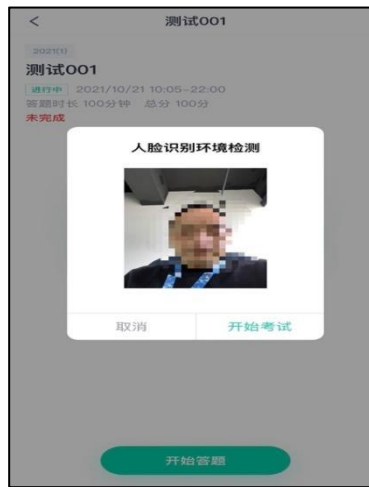 测试001
2021(1)
测试001
进行中 2021/10/21 10:05-22:00
答题时长 100分钟 总分 100分
未完成
人脸识别环境检测
取消 开始考试
开始答题